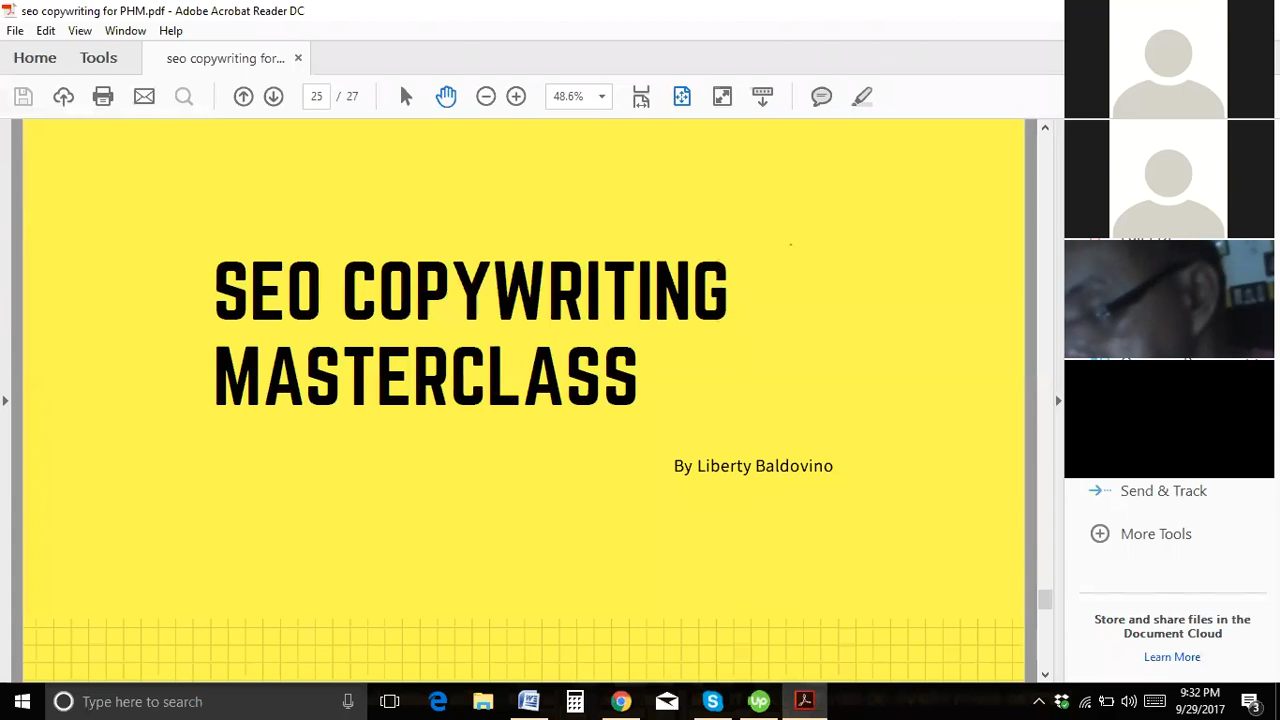 seo copywriting for PHM.pdf - Adobe Acrobat Reader DC
File Edit View Window Help
Home Tools seo copywriting for... ×
25 / 27 48.6%
SEO COPYWRITING
MASTERCLASS
By Liberty Baldovino
Send & Track
More Tools
Store and share files in the
Document Cloud
Learn More
Type here to search
9:32 PM
9/29/2017
3